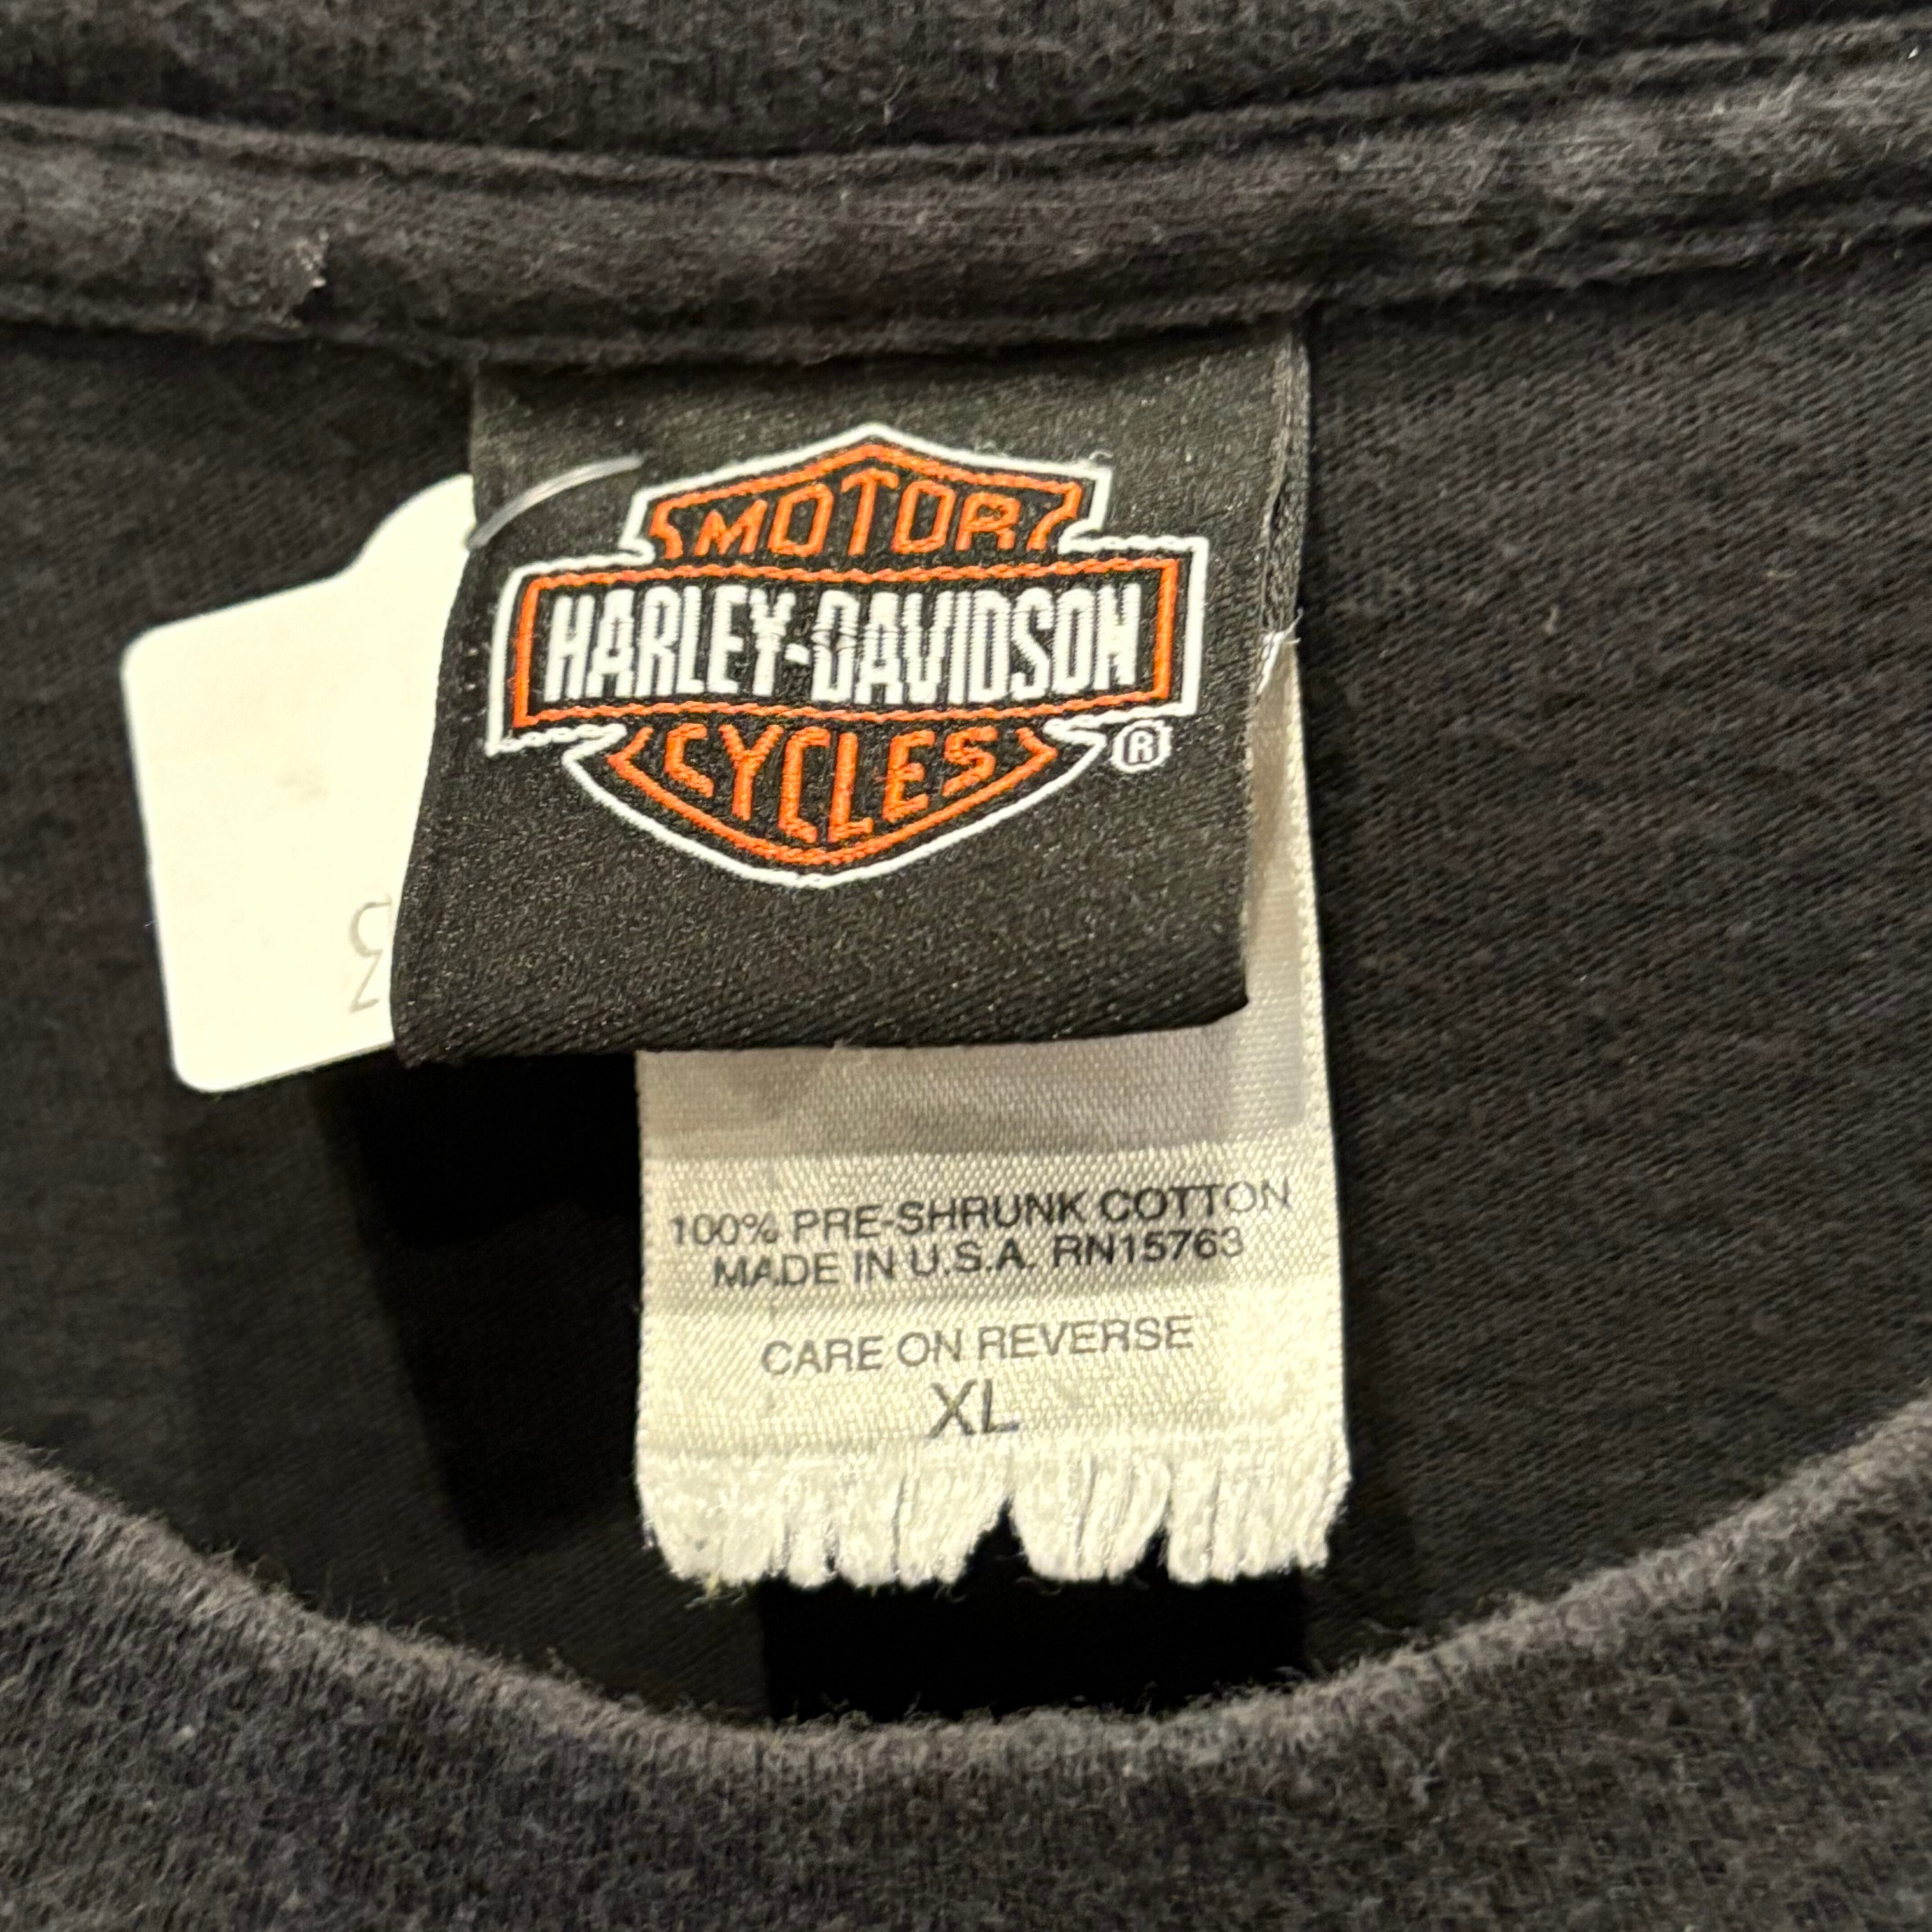 MOTOR
HARLEY-DAVIDSON
CYCLES ®
100% PRE-SHRUNK COTTON
MADE IN U.S.A. RN15763
CARE ON REVERSE
XL